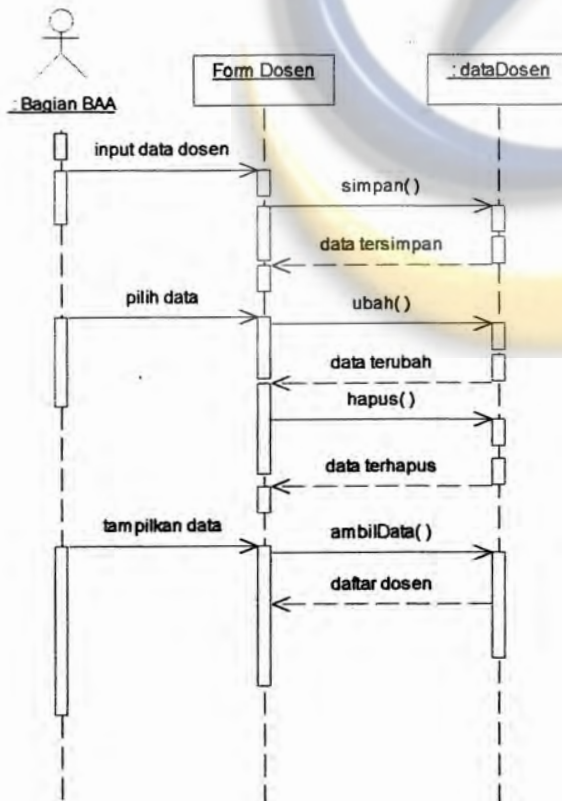 Form Dosen
: dataDosen
: Bagian BAA
input data dosen
simpan( )
data tersimpan
pilih data
ubah( )
data terubah
hapus( )
data terhapus
tampilkan data
ambilData( )
daftar dosen